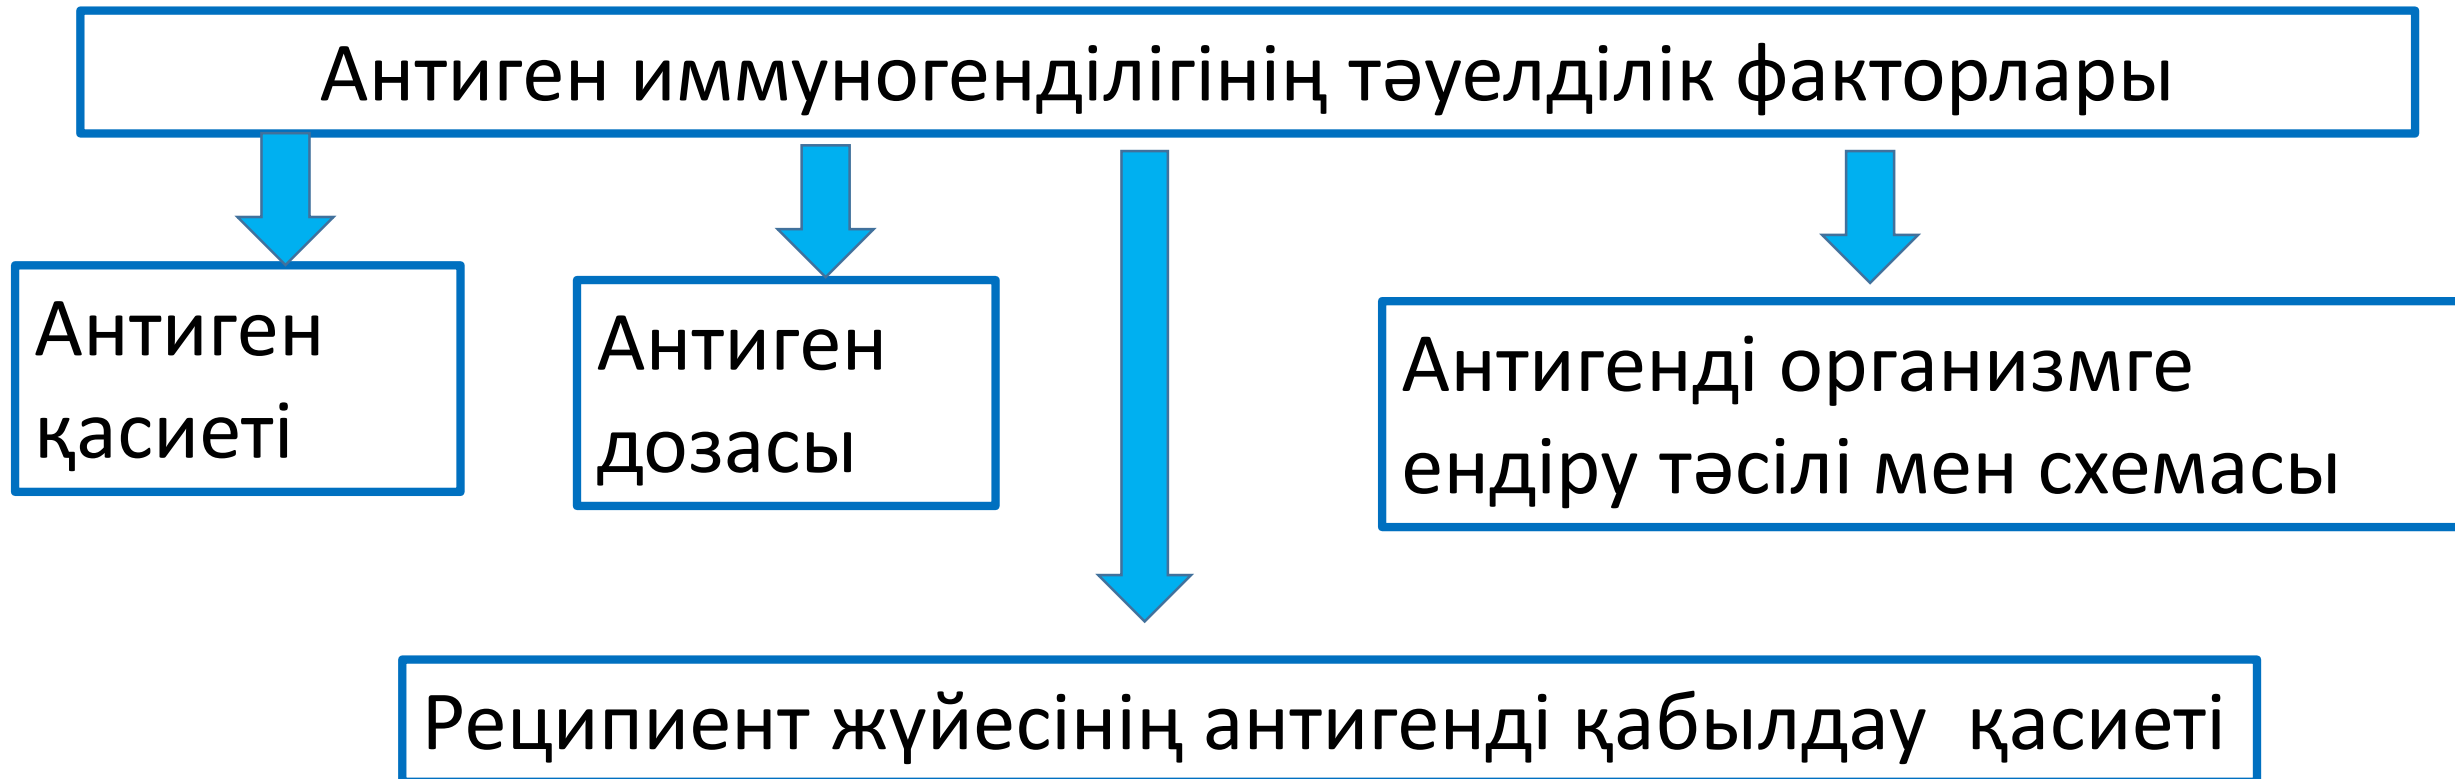 Антиген иммуногенділігінің тәуелділік факторлары
Антиген
қасиеті
Антиген
дозасы
Антигенді организмге
ендіру тәсілі мен схемасы
Реципиент жүйесінің антигенді қабылдау қасиеті